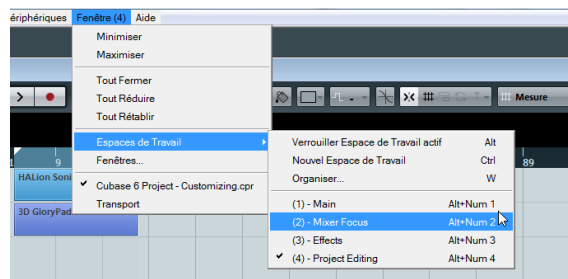 ériphériques Fenêtre (4) Aide
Minimiser
Maximiser
Tout Fermer
Tout Réduire
Tout Rétablir
Espaces de Travail
Fenêtres...
Cubase 6 Project - Customizing.cpr
Transport
Verrouiller Espace de Travail actif Alt
Nouvel Espace de Travail Ctrl
Organiser... W
(1) - Main Alt+Num 1
(2) - Mixer Focus Alt+Num 2
(3) - Effects Alt+Num 3
(4) - Project Editing Alt+Num 4
Mesure
1 9 89
HALion Soni
3D GloryPad